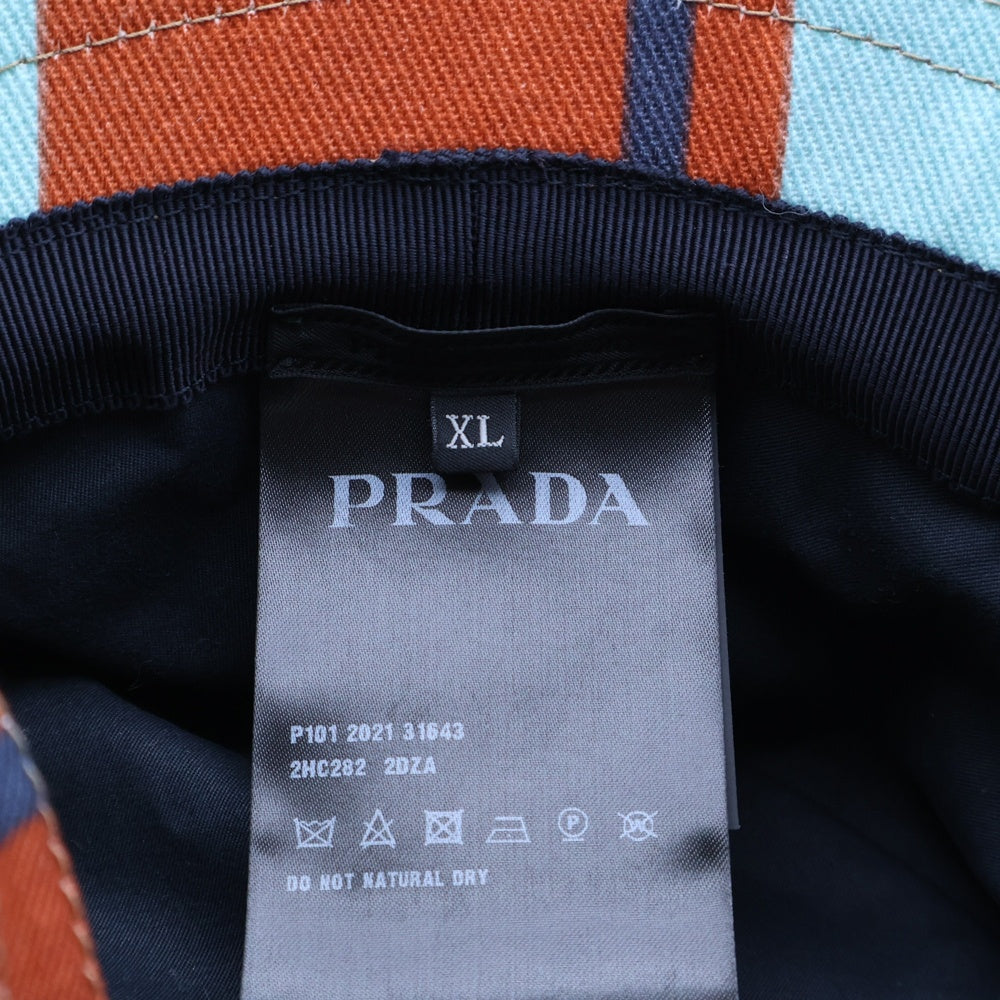 XL
PRADA
P101 2021 31643
2HC282 2DZA
P W
DO NOT NATURAL DRY